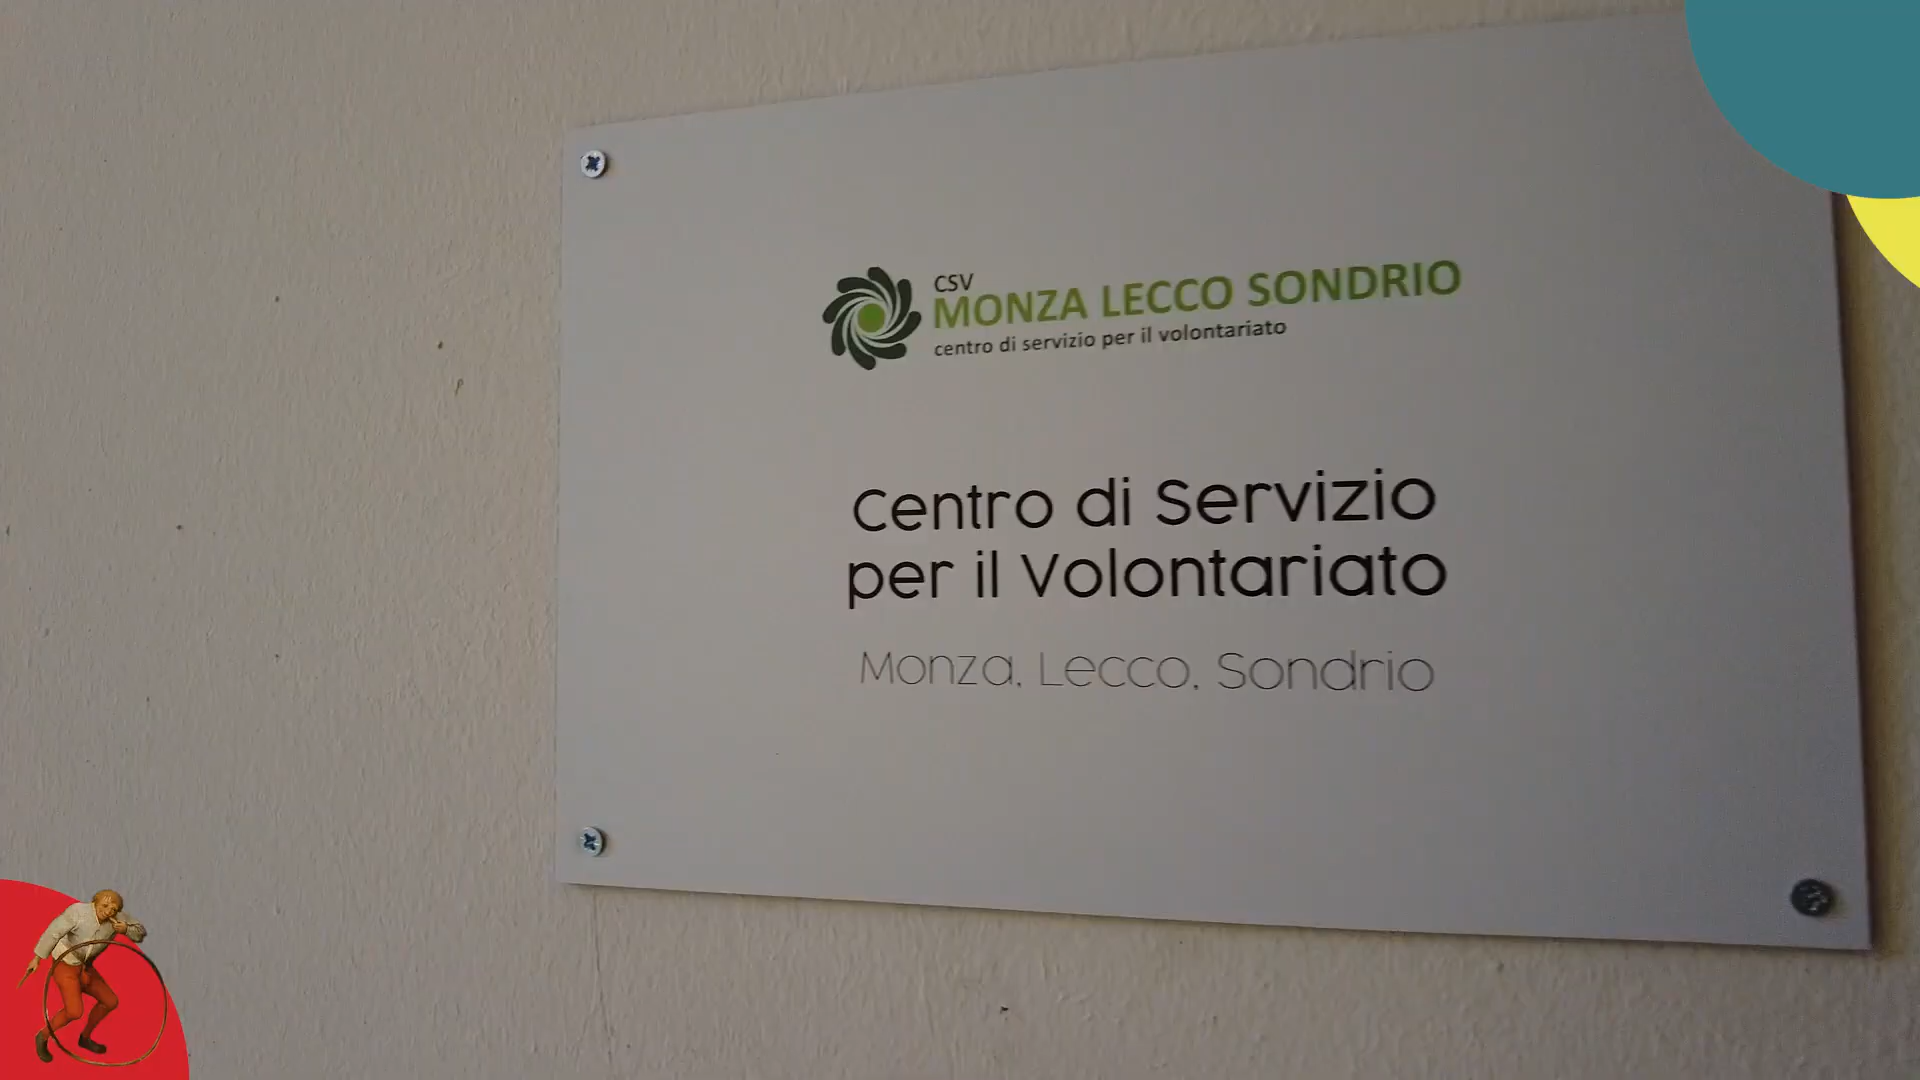 CSV
MONZA LECCO SONDRIO
centro di servizio per il volontariato
Centro di Servizio
per il Volontariato
Monza, Lecco, Sondrio